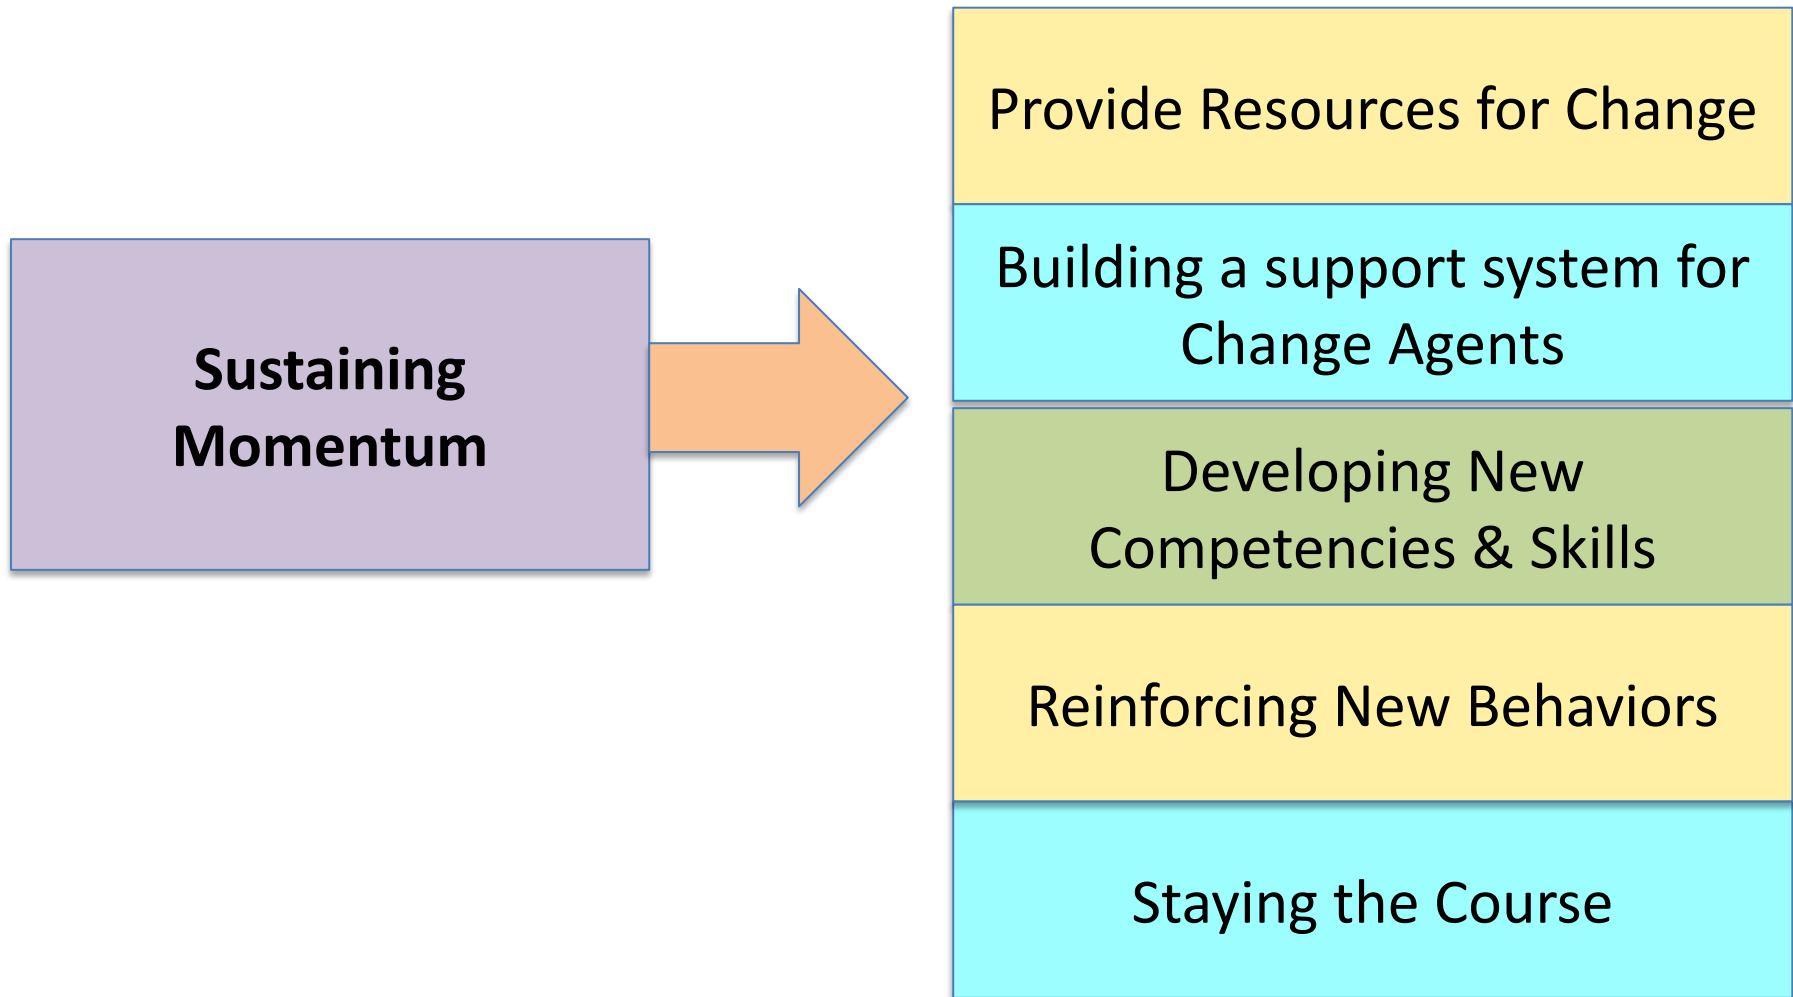 Sustaining
Momentum
Provide Resources for Change
Building a support system for
Change Agents
Developing New
Competencies & Skills
Reinforcing New Behaviors
Staying the Course